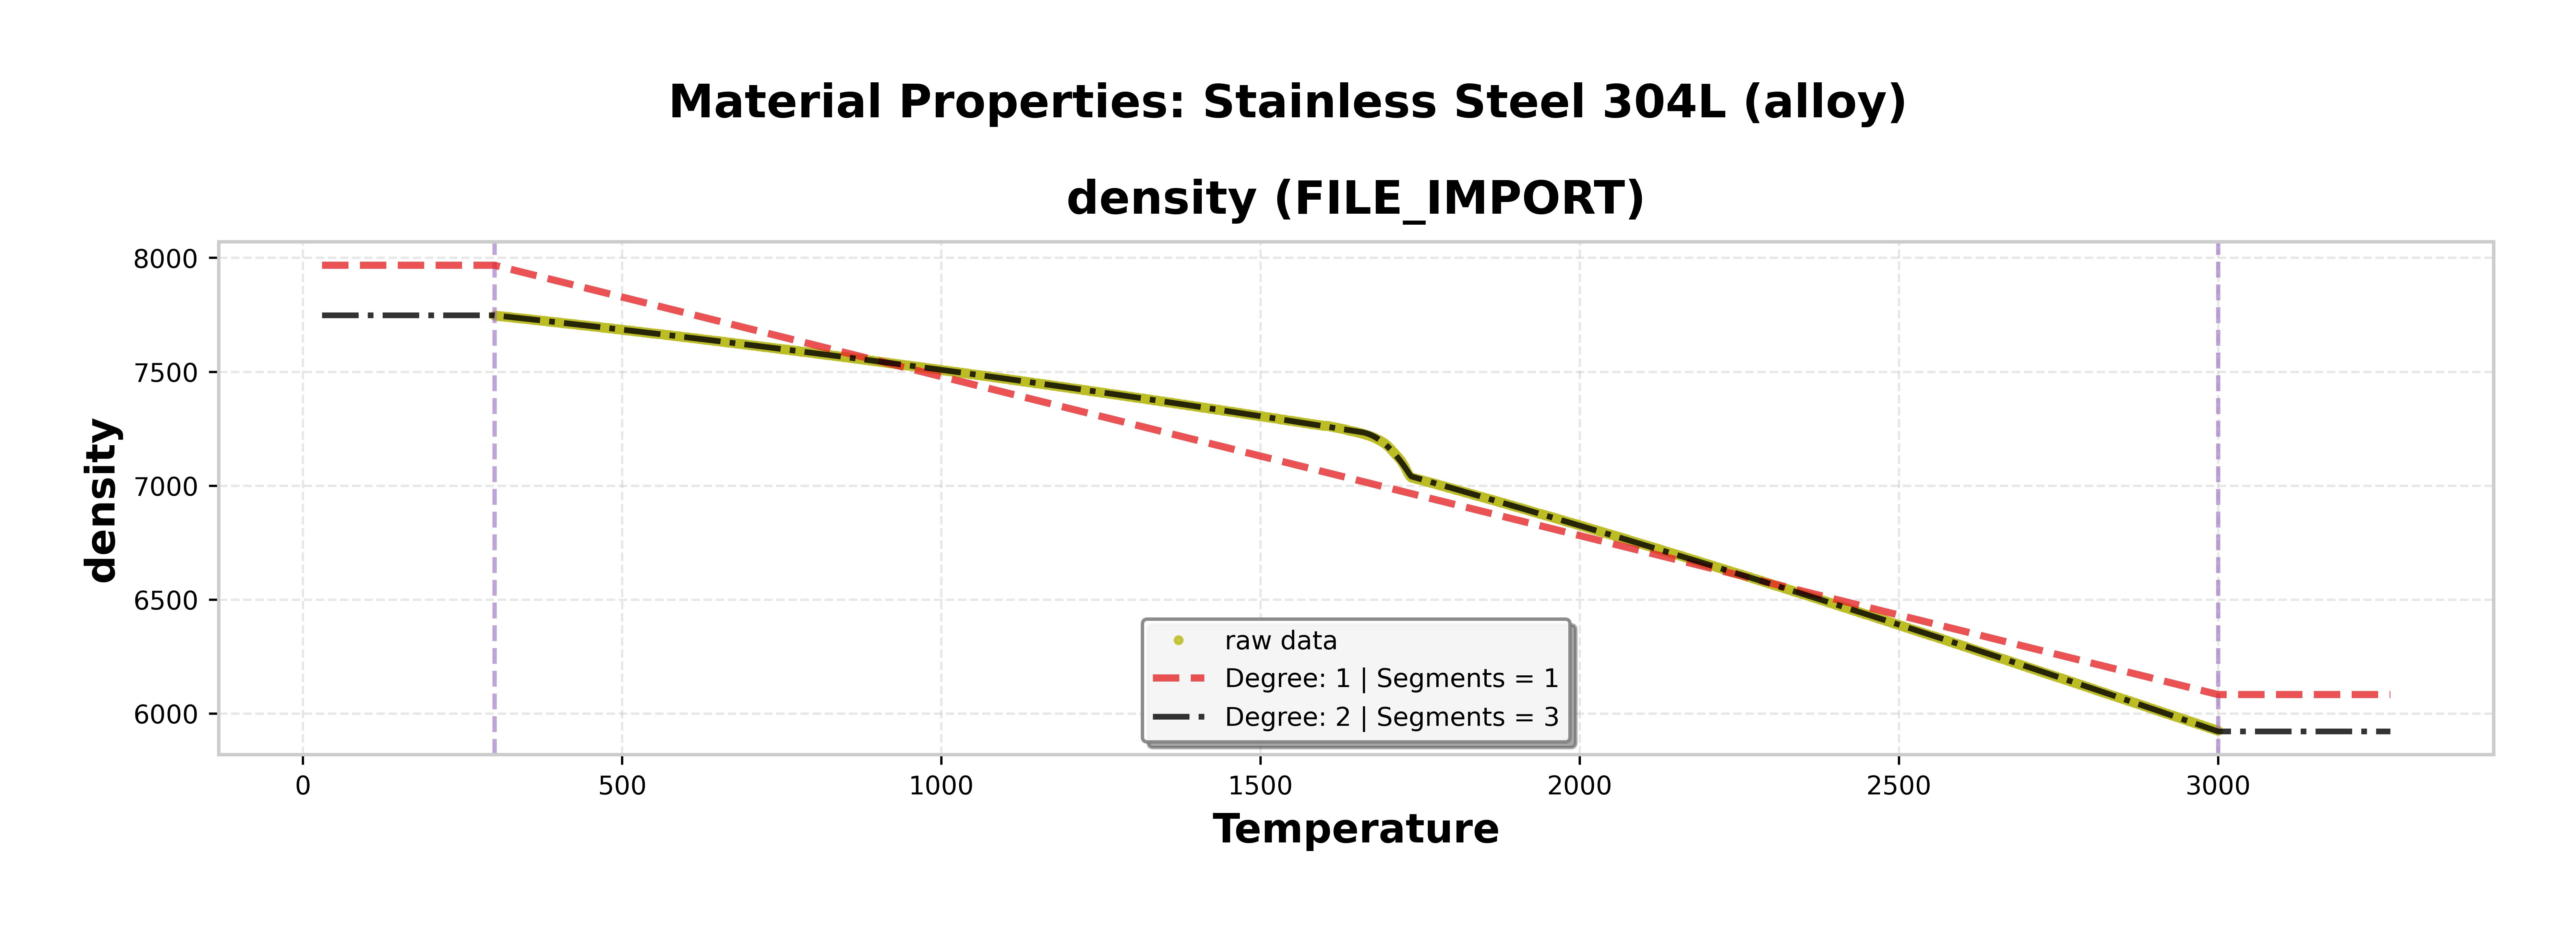 Material Properties: Stainless Steel 304L (alloy)
density (FILE_IMPORT)
8000
7500
7000
6500
6000
density
raw data
Degree: 1 | Segments = 1
Degree: 2 | Segments = 3
0 500 1000 1500 2000 2500 3000
Temperature